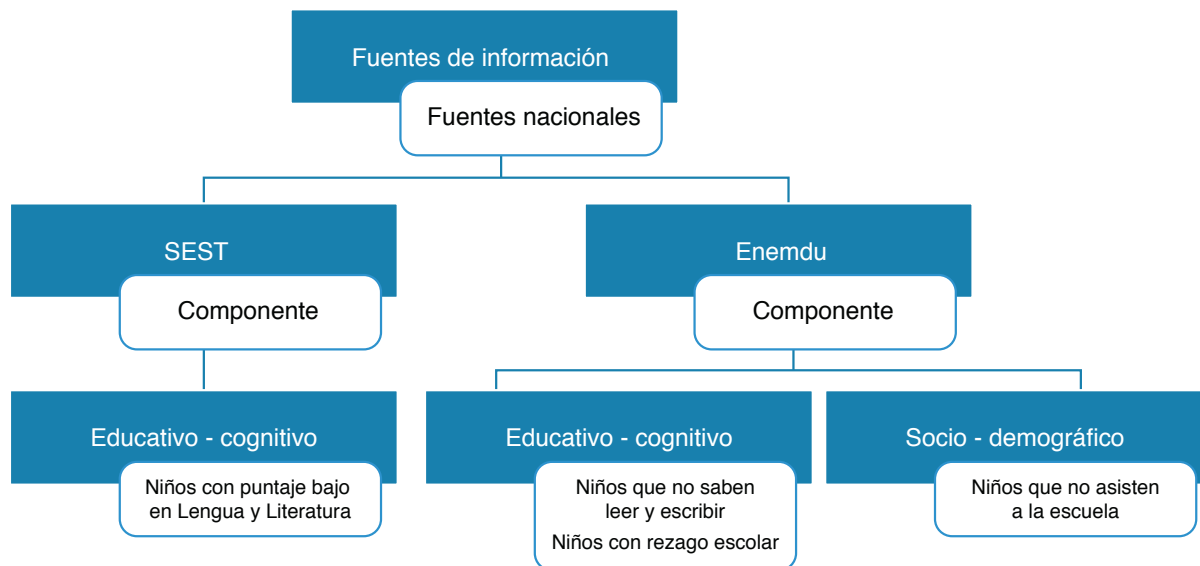 Fuentes de información
Fuentes nacionales
SEST
Componente
Enemdu
Componente
Educativo - cognitivo
Niños con puntaje bajo
en Lengua y Literatura
Educativo - cognitivo
Niños que no saben
leer y escribir
Niños con rezago escolar
Socio - demográfico
Niños que no asisten
a la escuela